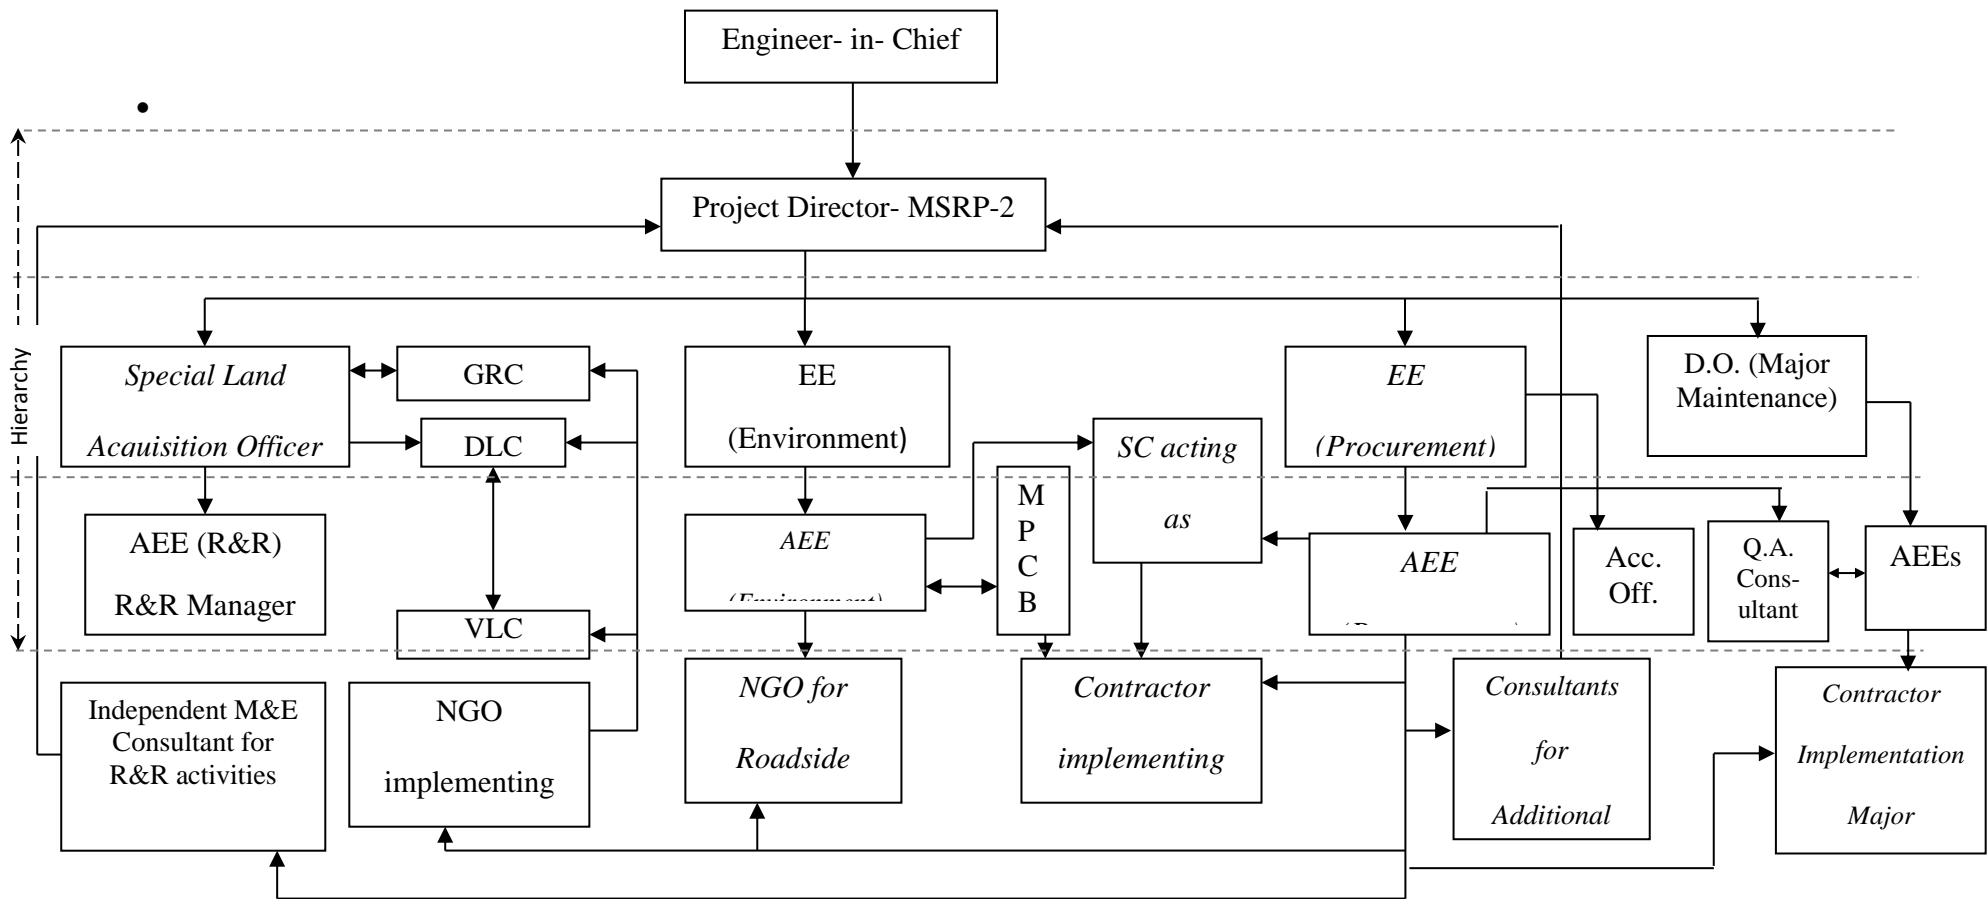 Engineer- in- Chief
•
Project Director- MSRP-2
Hierarchy
Special Land
Acquisition Officer
GRC
DLC
EE
(Environment)
SC acting
as
EE
(Procurement)
D.O. (Major
Maintenance)
AEE (R&R)
R&R Manager
VLC
AEE
(Environment)
M
P
C
B
AEE
Acc.
Off.
Q.A.
Cons-
ultant
AEEs
Independent M&E
Consultant for
R&R activities
NGO
implementing
NGO for
Roadside
Contractor
implementing
Consultants
for
Additional
Contractor
Implementation
Major